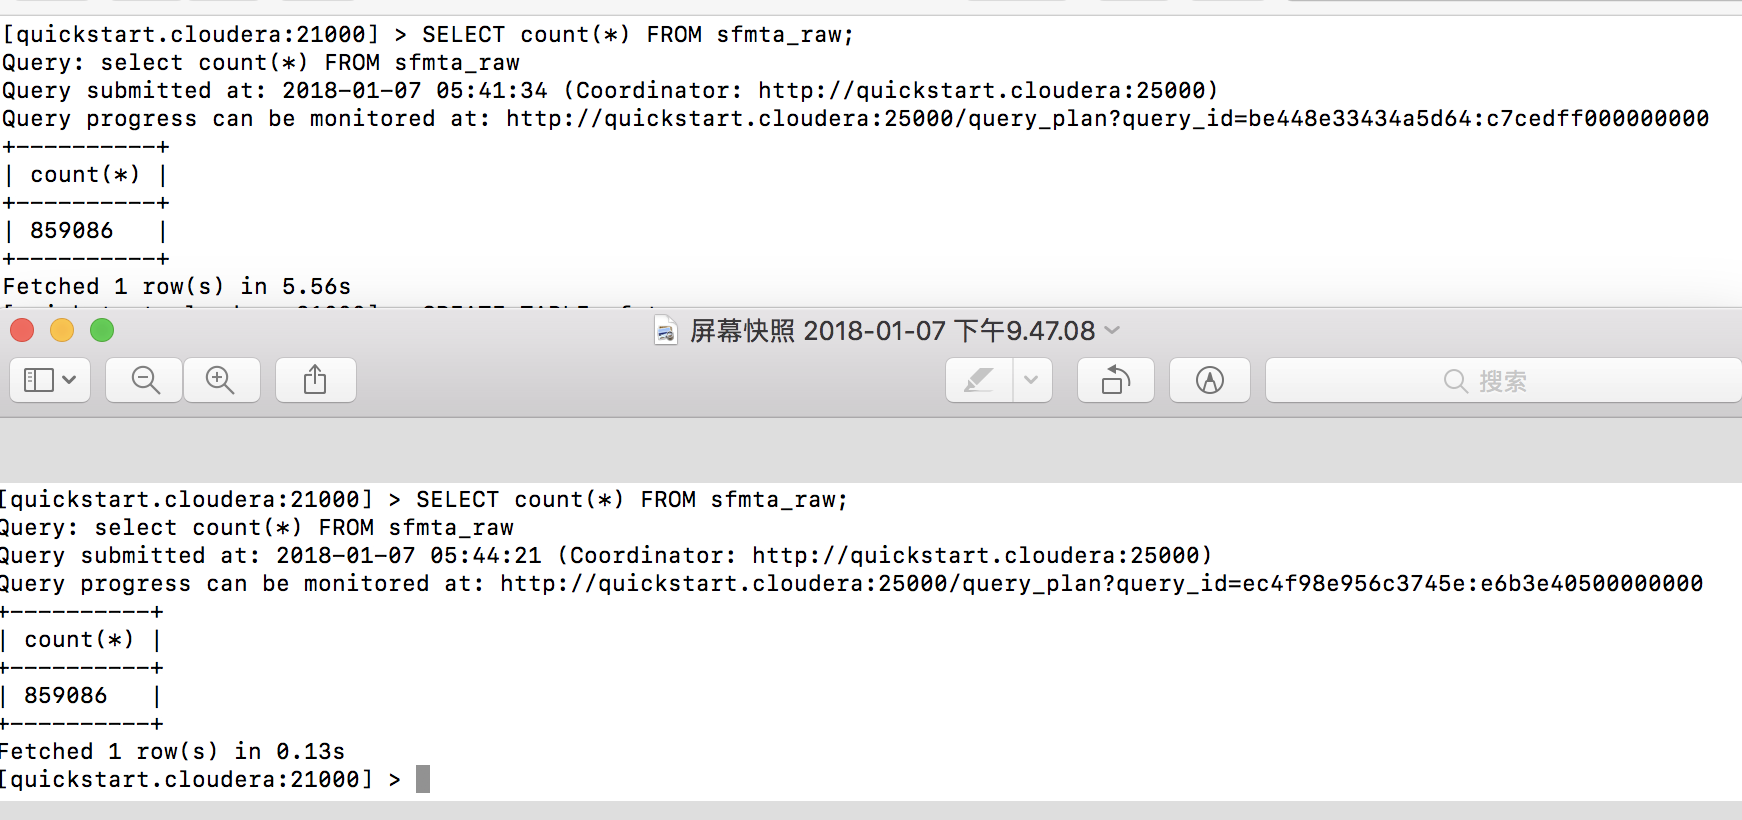 [quickstart.cloudera:21000] > SELECT count(*) FROM sfmta_raw;
Query: select count(*) FROM sfmta_raw
Query submitted at: 2018-01-07 05:41:34 (Coordinator: http://quickstart.cloudera:25000)
Query progress can be monitored at: http://quickstart.cloudera:25000/query_plan?query_id=be448e33434a5d64:c7cedff000000000
+----------+
| count(*) |
+----------+
| 859086   |
+----------+
Fetched 1 row(s) in 5.56s
屏幕快照 2018-01-07 下午9.47.08
搜索
[quickstart.cloudera:21000] > SELECT count(*) FROM sfmta_raw;
Query: select count(*) FROM sfmta_raw
Query submitted at: 2018-01-07 05:44:21 (Coordinator: http://quickstart.cloudera:25000)
Query progress can be monitored at: http://quickstart.cloudera:25000/query_plan?query_id=ec4f98e956c3745e:e6b3e40500000000
+----------+
| count(*) |
+----------+
| 859086   |
+----------+
Fetched 1 row(s) in 0.13s
[quickstart.cloudera:21000] >